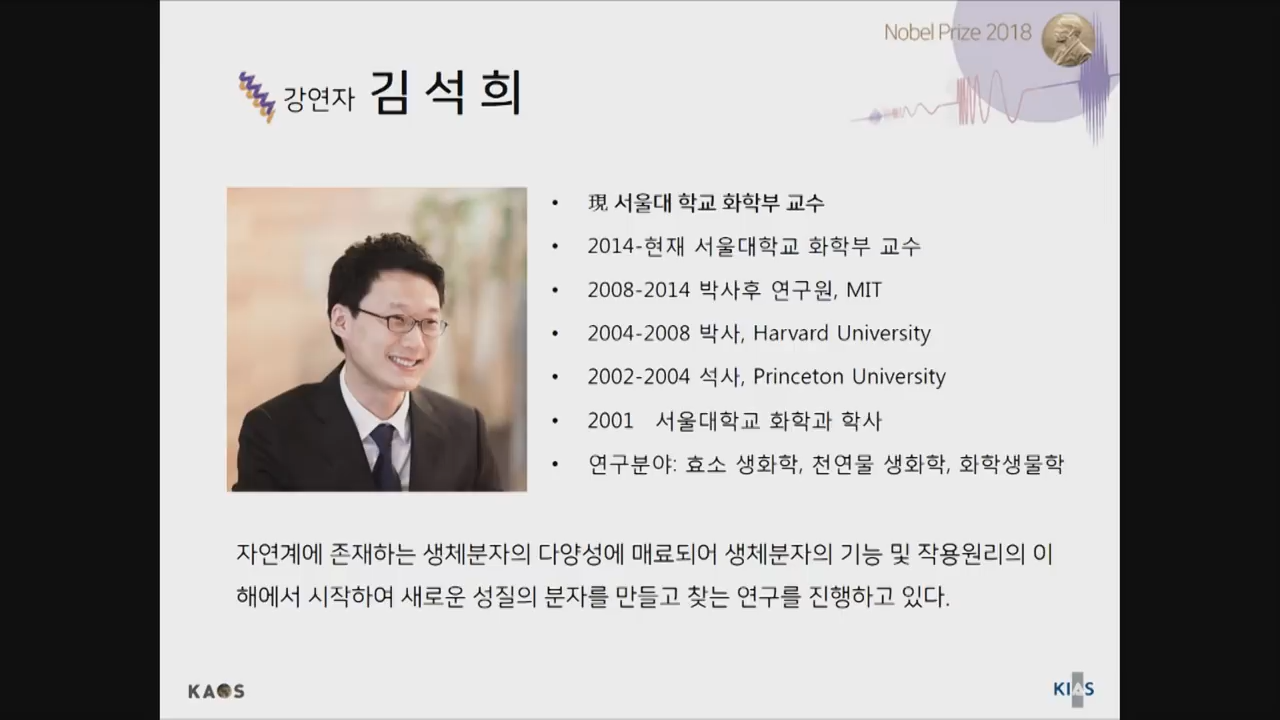 Nobel Prize 2018
강연자 김석희
• 現 서울대 학교 화학부 교수
• 2014-현재 서울대학교 화학부 교수
• 2008-2014 박사후 연구원, MIT
• 2004-2008 박사, Harvard University
• 2002-2004 석사, Princeton University
• 2001 서울대학교 화학과 학사
• 연구분야: 효소 생화학, 천연물 생화학, 화학생물학
자연계에 존재하는 생체분자의 다양성에 매료되어 생체분자의 기능 및 작용원리의 이
해에서 시작하여 새로운 성질의 분자를 만들고 찾는 연구를 진행하고 있다.
KAOS
KIAS